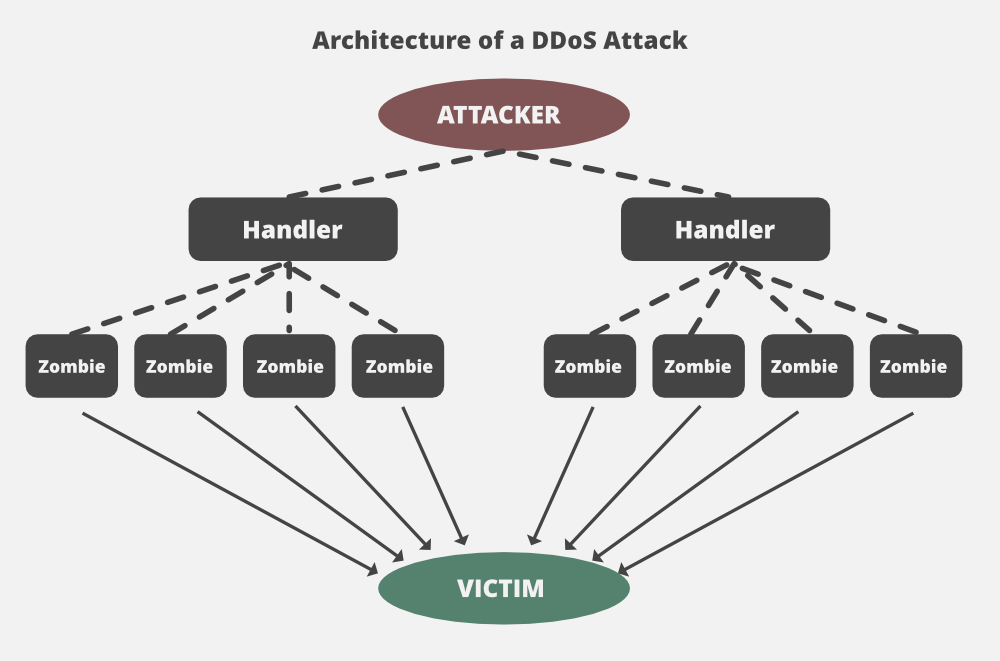 Architecture of a DDoS Attack
ATTACKER
Handler Handler
Zombie Zombie Zombie Zombie Zombie Zombie Zombie Zombie
VICTIM